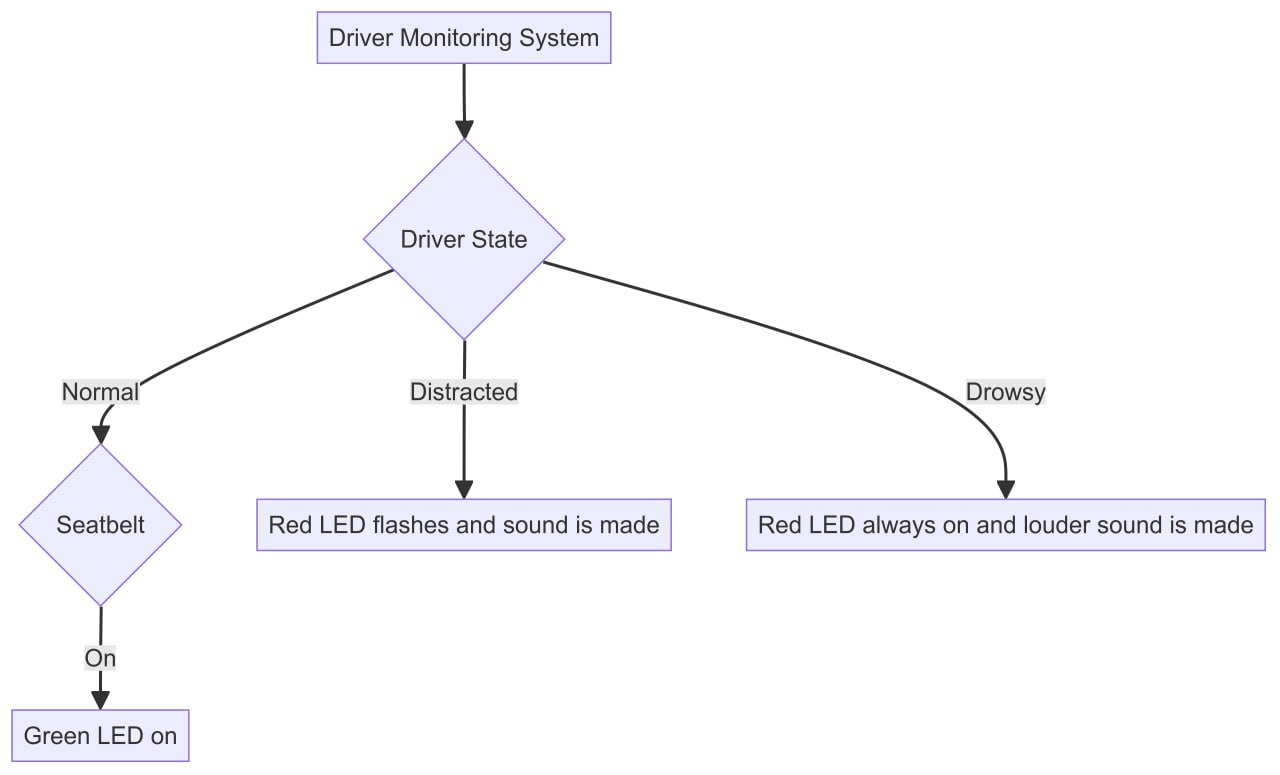 Driver Monitoring System
Driver State
Normal
Distracted
Drowsy
Seatbelt
Red LED flashes and sound is made
Red LED always on and louder sound is made
On
Green LED on